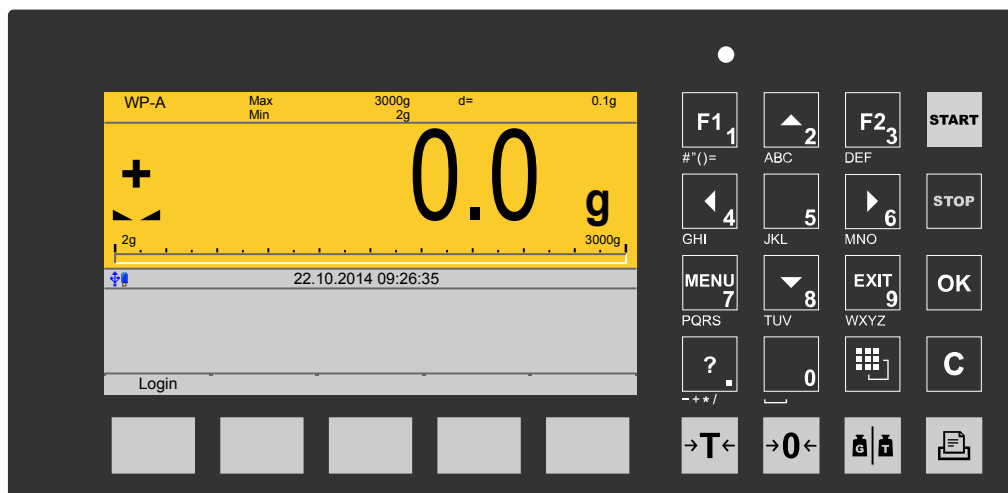 WP-A Max 3000g d= 0.1g
Min 2g
+ 0.0 g
2g 3000g
22.10.2014 09:26:35
Login
F1 1 2 F2 3 START
#"()= ABC DEF
4 5 6 STOP
GHI JKL MNO
MENU 7 8 EXIT 9 OK
PQRS TUV WXYZ
? . 0 C
-+*/
→T← →0← G T